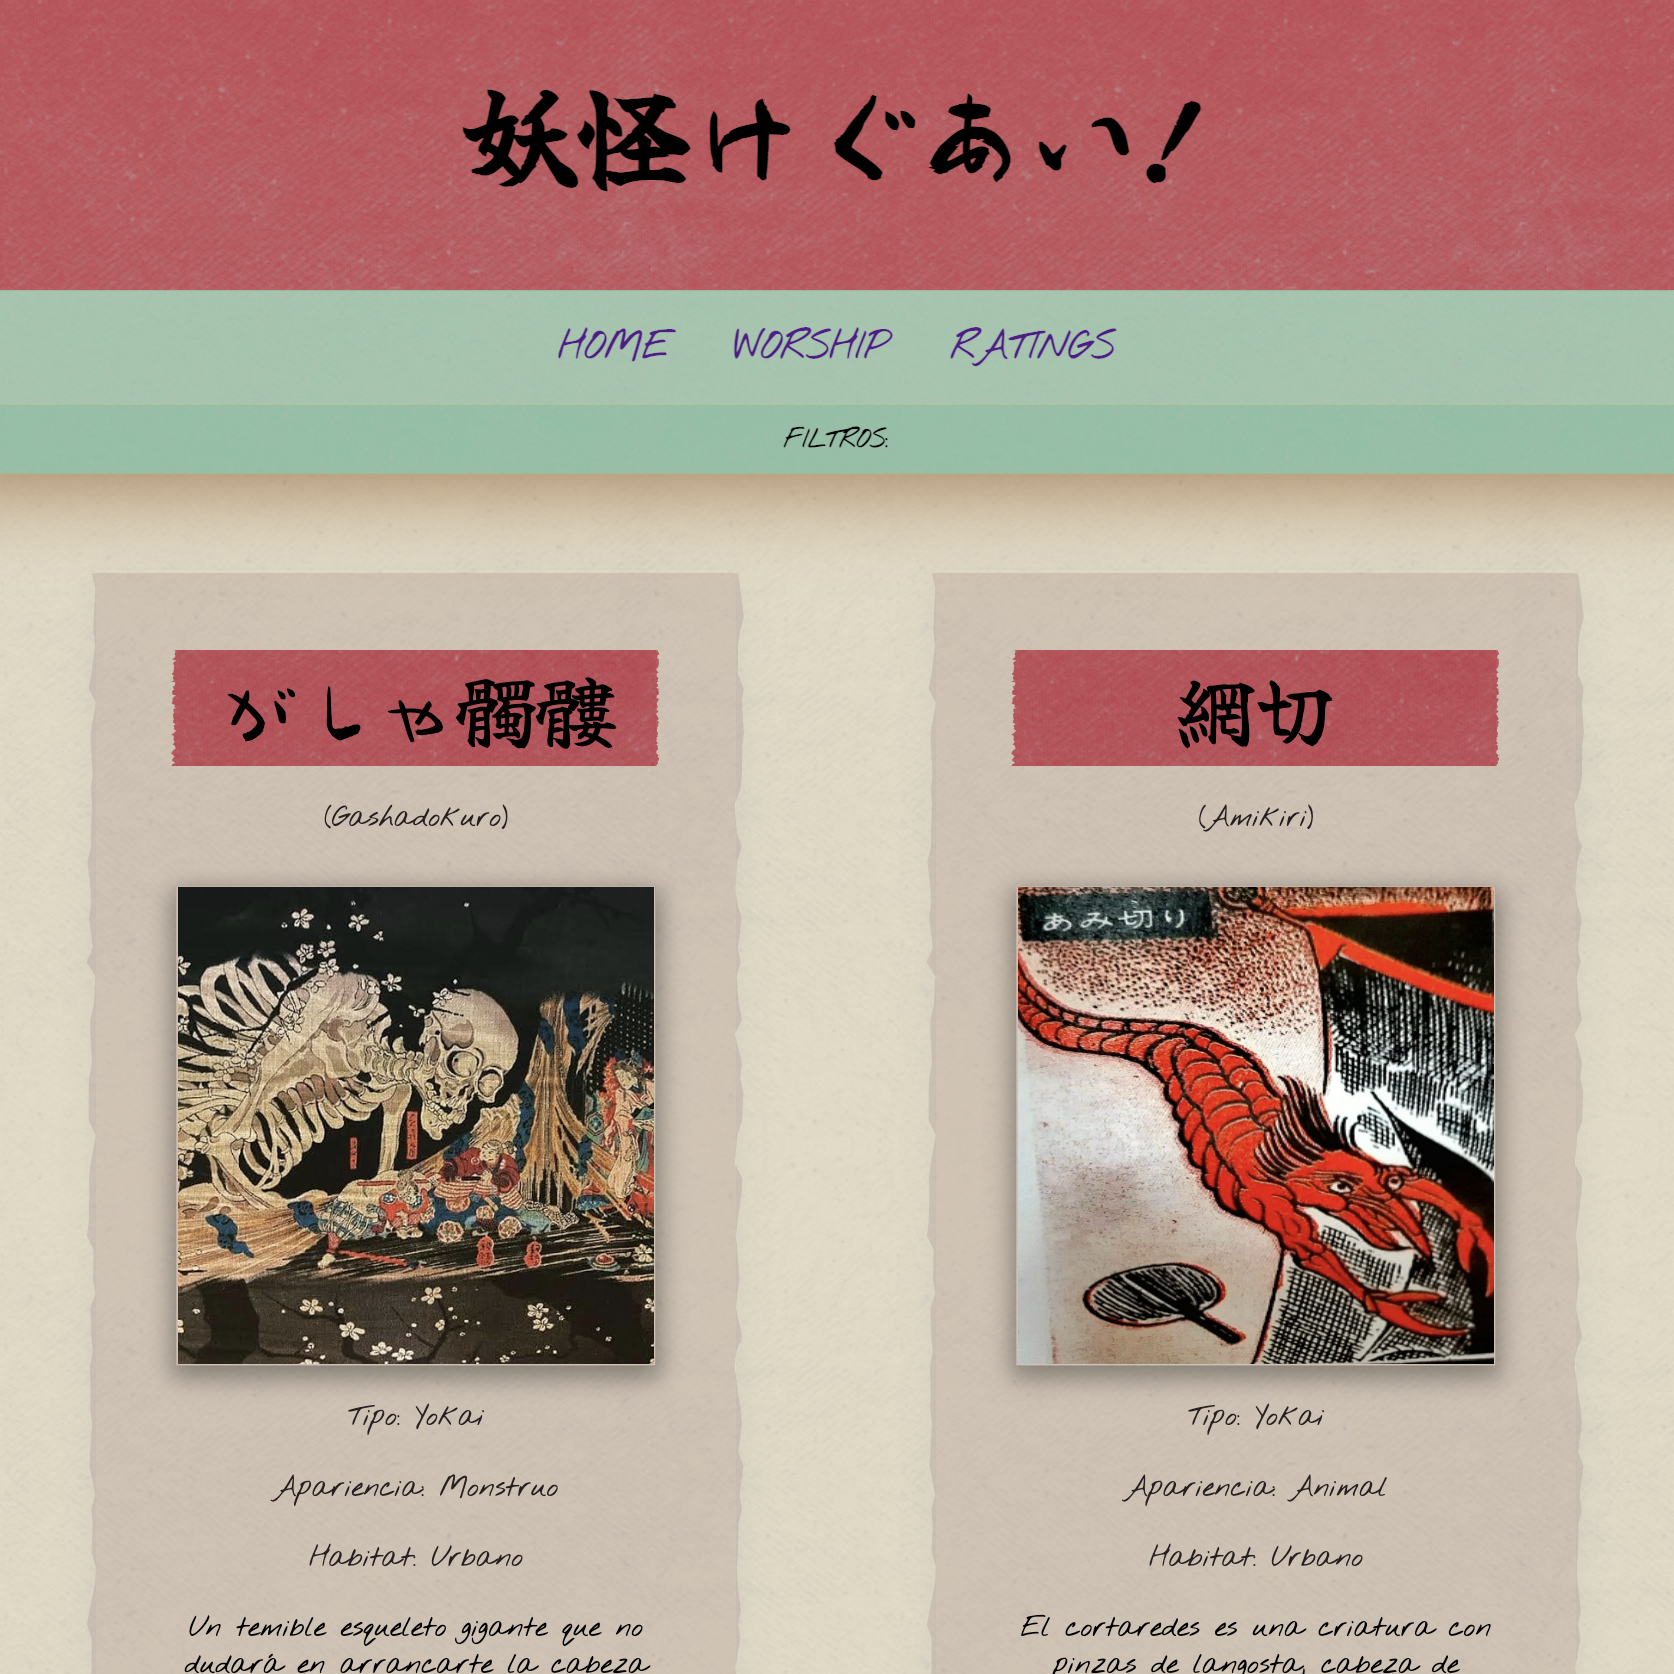 妖怪けぐあい!
HOME WORSHIP RATINGS
FILTROS:
がしゃ髑髏
(Gashadokuro)
Tipo: Yokai
Apariencia: Monstruo
Habitat: Urbano
Un temible esqueleto gigante que no
dudará en arrancarte la cabeza
網切
(Amikiri)
あみ切り
Tipo: Yokai
Apariencia: Animal
Habitat: Urbano
El cortaredes es una criatura con
pinzas de langosta, cabeza de